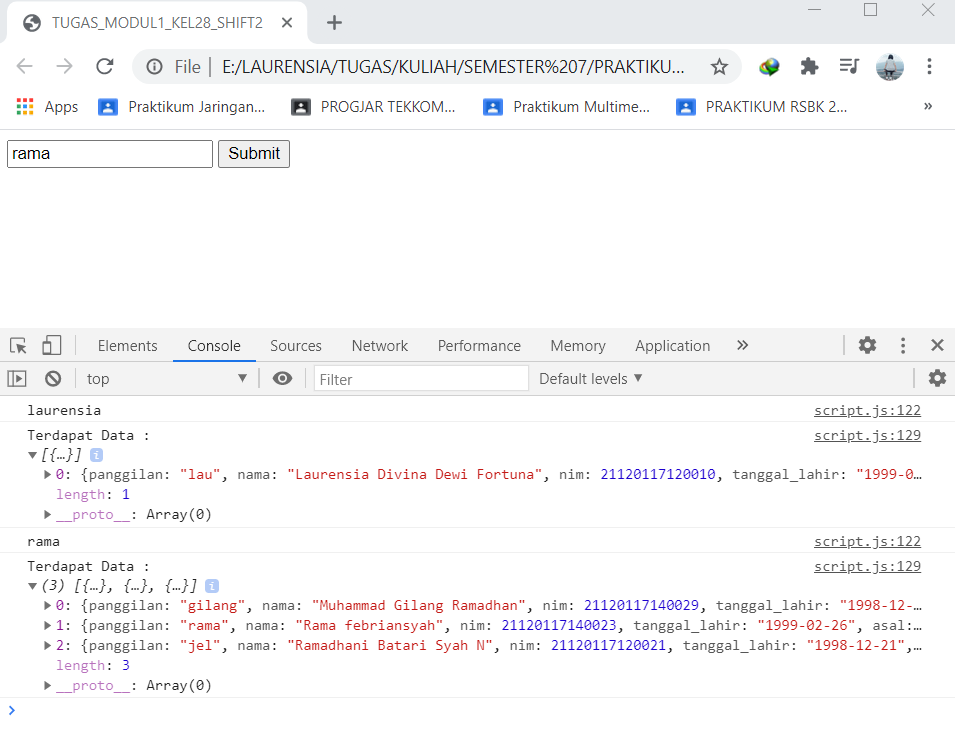 TUGAS_MODUL1_KEL28_SHIFT2
File | E:/LAURENSIA/TUGAS/KULIAH/SEMESTER%207/PRAKTIKU...
Apps Praktikum Jaringan... PROGJAR TEKKOM... Praktikum Multime... PRAKTIKUM RSBK 2... »
rama Submit
Elements Console Sources Network Performance Memory Application »
top Filter Default levels ▼
laurensia script.js:122
Terdapat Data : script.js:129
▼[{…}] i
▶0: {panggilan: "lau", nama: "Laurensia Divina Dewi Fortuna", nim: 21120117120010, tanggal_lahir: "1999-0…
length: 1
▶__proto__: Array(0)
rama script.js:122
Terdapat Data : script.js:129
▼(3) [{…}, {…}, {…}] i
▶0: {panggilan: "gilang", nama: "Muhammad Gilang Ramadhan", nim: 21120117140029, tanggal_lahir: "1998-12-…
▶1: {panggilan: "rama", nama: "Rama febriansyah", nim: 21120117140023, tanggal_lahir: "1999-02-26", asal:…
▶2: {panggilan: "jel", nama: "Ramadhani Batari Syah N", nim: 21120117120021, tanggal_lahir: "1998-12-21",…
length: 3
▶__proto__: Array(0)